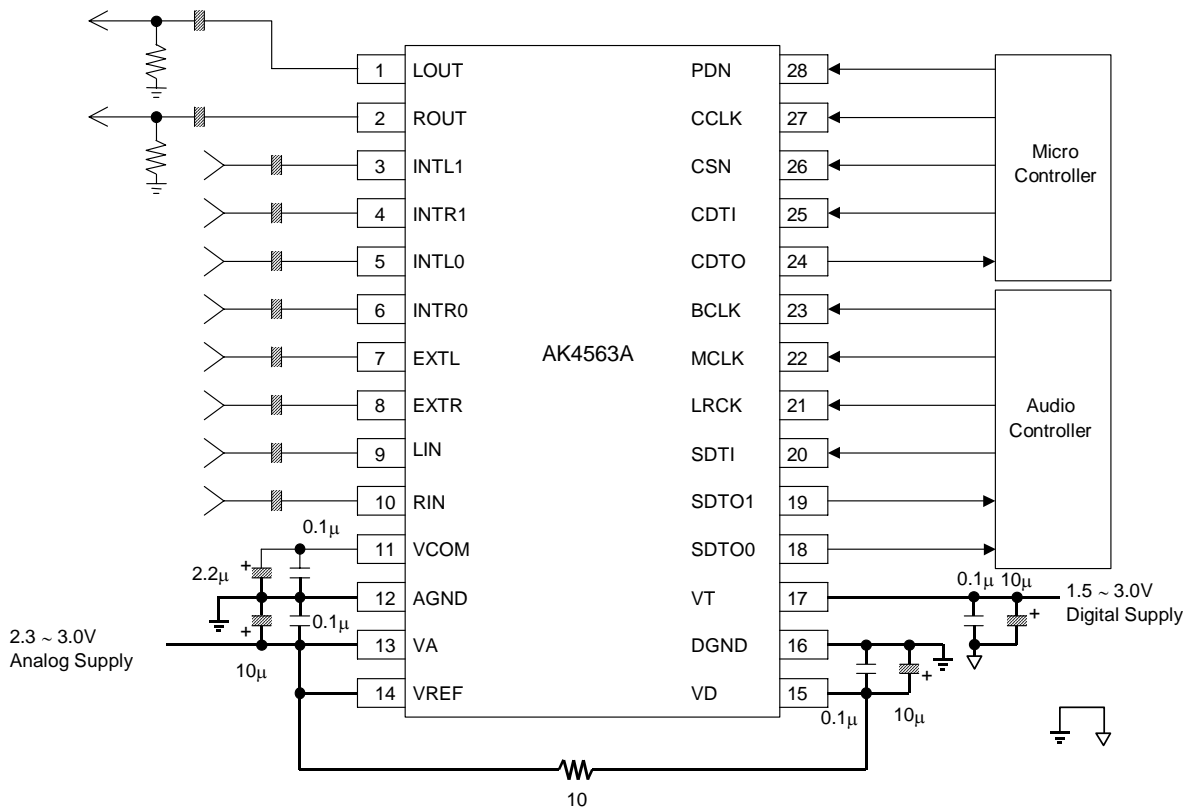 1 LOUT
2 ROUT
3 INTL1
4 INTR1
5 INTL0
6 INTR0
7 EXTL
8 EXTR
9 LIN
10 RIN
11 VCOM
12 AGND
13 VA
14 VREF
AK4563A
PDN 28
CCLK 27
CSN 26
CDTI 25
CDTO 24
BCLK 23
MCLK 22
LRCK 21
SDTI 20
SDTO1 19
SDTO0 18
VT 17
DGND 16
VD 15
Micro
Controller
Audio
Controller
0.1μ
+
2.2μ
0.1μ
+
10μ
2.3 ~ 3.0V
Analog Supply
0.1μ 10μ
+
1.5 ~ 3.0V
Digital Supply
+
0.1μ
10μ
10